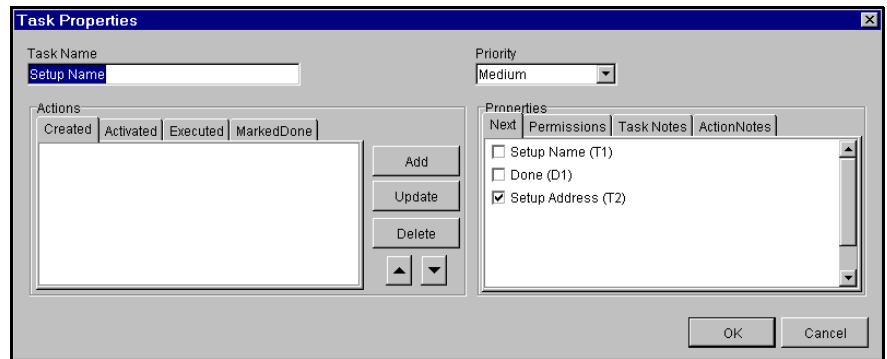 Task Properties
Task Name
Priority
Setup Name
Medium
Actions
Properties
Created Activated Executed MarkedDone
Next Permissions Task Notes ActionNotes
Setup Name (T1)
Done (D1)
Setup Address (T2)
Add
Update
Delete
OK Cancel